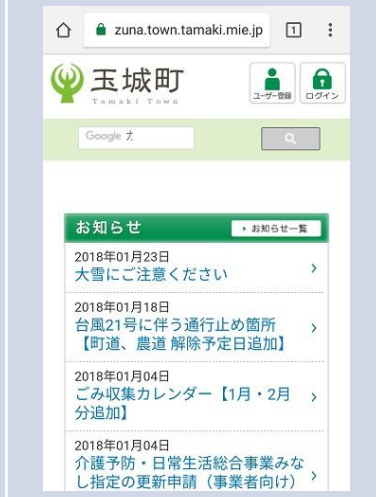 zuna.town.tamaki.mie.jp
1
玉城町
Tamaki Town
ユーザー登録
ログイン
Google カ
お知らせ
お知らせ一覧
2018年01月23日
大雪にご注意ください
2018年01月18日
台風21号に伴う通行止め箇所
【町道、農道 解除予定日追加】
2018年01月04日
ごみ収集カレンダー【1月・2月
分追加】
2018年01月04日
介護予防・日常生活総合事業みな
し指定の更新申請（事業者向け）